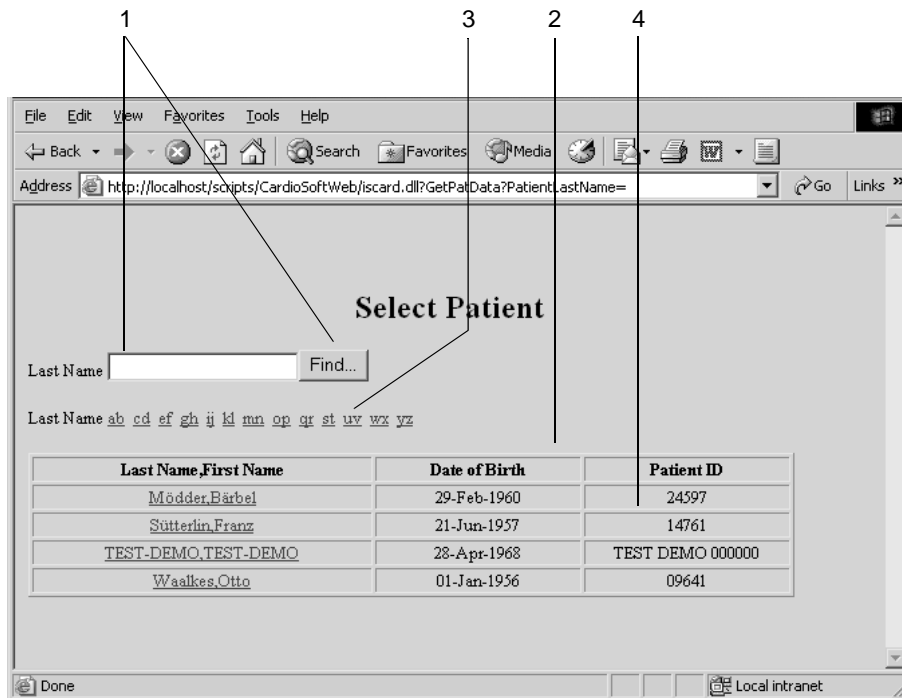 1 3 2 4
File Edit View Favorites Tools Help
Back Search Favorites Media
Address http://localhost/scripts/CardioSoftWeb/iscard.dll?GetPatData?PatientLastName= Go Links »
Select Patient
Last Name Find...
Last Name ab cd ef gh ij kl mn op qr st uv wx yz
Last Name,First Name Date of Birth Patient ID
Mödder,Bärbel 29-Feb-1960 24597
Sütterlin,Franz 21-Jun-1957 14761
TEST-DEMO,TEST-DEMO 28-Apr-1968 TEST DEMO 000000
Waalkes,Otto 01-Jan-1956 09641
Done Local intranet